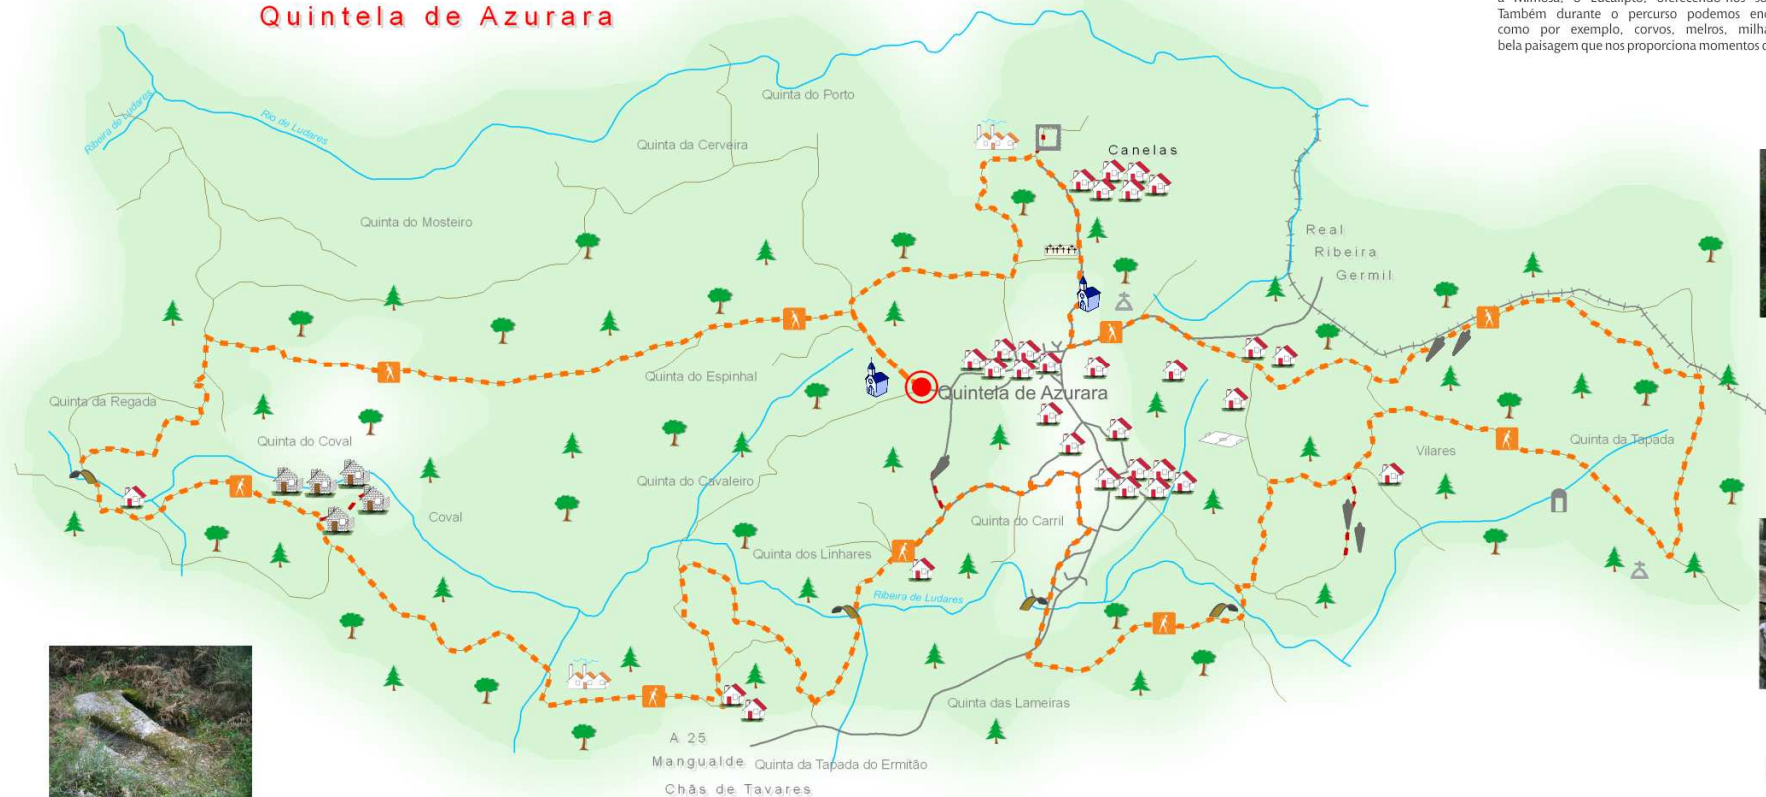 Quintela de Azurara
Também durante o percurso podemos
como por exemplo, corvos, melros,
bela paisagem que nos proporciona momentos
Quinta do Porto
Ribeira de Ludares
Rio de Ludares
Quinta da Cerveira
Canelas
Quinta do Mosteiro
Real
Ribeira
Germil
Quinta do Espinhal
Quintela de Azurara
Quinta da Regada
Quinta do Coval
Vilares
Quinta da Tapada
Quinta do Cavaleiro
Coval
Quinta do Carril
Quinta dos Linhares
Ribeira de Ludares
Quinta das Lameiras
A 25
Mangualde
Quinta da Tapada do Ermitão
Chãs de Tavares